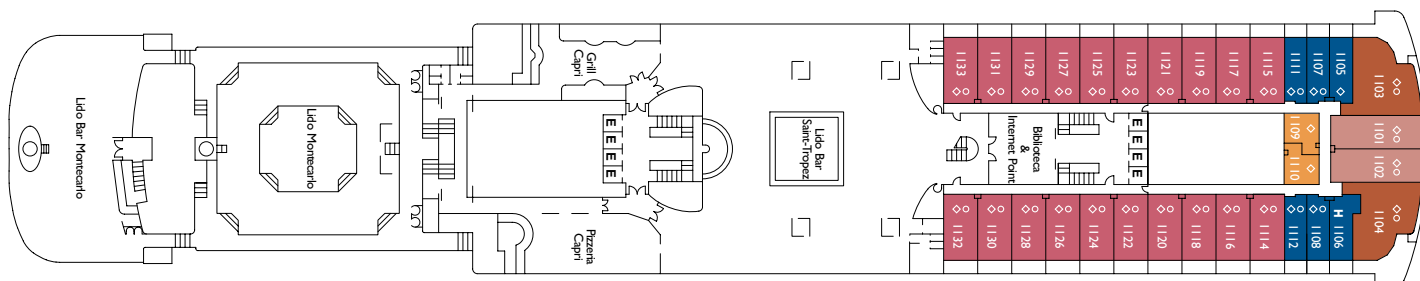 Lido Bar Montecarlo
Lido Montecarlo
Grill
Capri
Pizzeria
Capri
E
E
E
E
E
E
E
E
Lido Bar
Saint-Tropez
Biblioteca
&
Internet Point
1133
1131
1129
1127
1125
1123
1121
1119
1117
1115
1111
1107
1105
1103
1109
1110
1101
1102
1132
1130
1128
1126
1124
1122
1120
1118
1116
1114
1112
1108
H 1106
1104